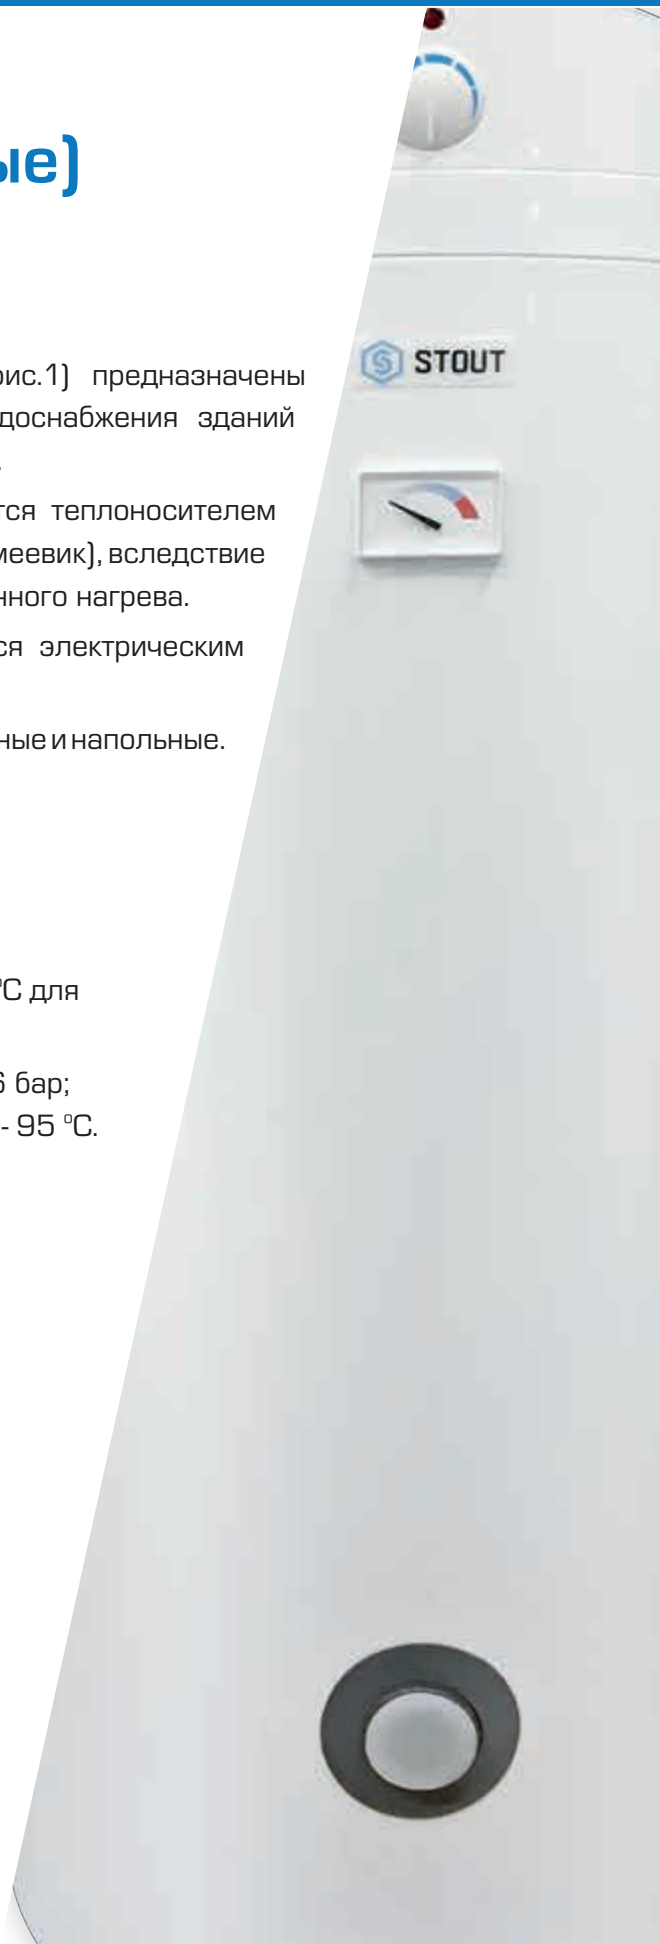 ые)
рис.1) предназначены
доснабжения зданий
.
тся теплоносителем
меевик), вследствие
нного нагрева.
ся электрическим
ные и напольные.
°C для
6 бар;
- 95 °C.
STOUT